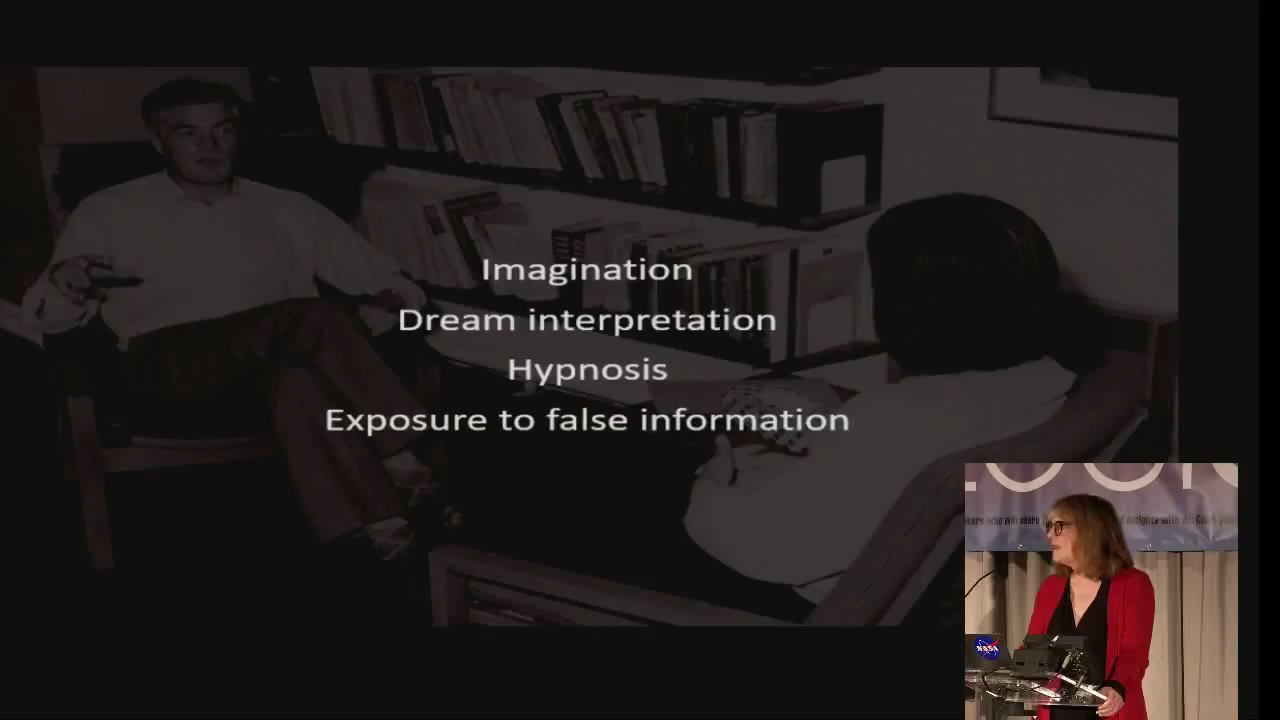 Imagination
Dream interpretation
Hypnosis
Exposure to false information
NASA